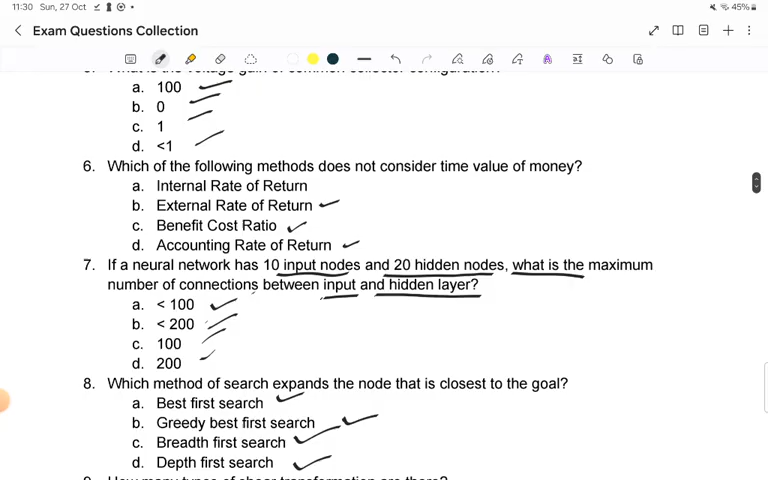 11:30 Sun, 27 Oct
45%
Exam Questions Collection
a. 100
b. 0
c. 1
d. <1
6. Which of the following methods does not consider time value of money?
a. Internal Rate of Return
b. External Rate of Return
c. Benefit Cost Ratio
d. Accounting Rate of Return
7. If a neural network has 10 input nodes and 20 hidden nodes, what is the maximum
number of connections between input and hidden layer?
a. < 100
b. < 200
c. 100
d. 200
8. Which method of search expands the node that is closest to the goal?
a. Best first search
b. Greedy best first search
c. Breadth first search
d. Depth first search